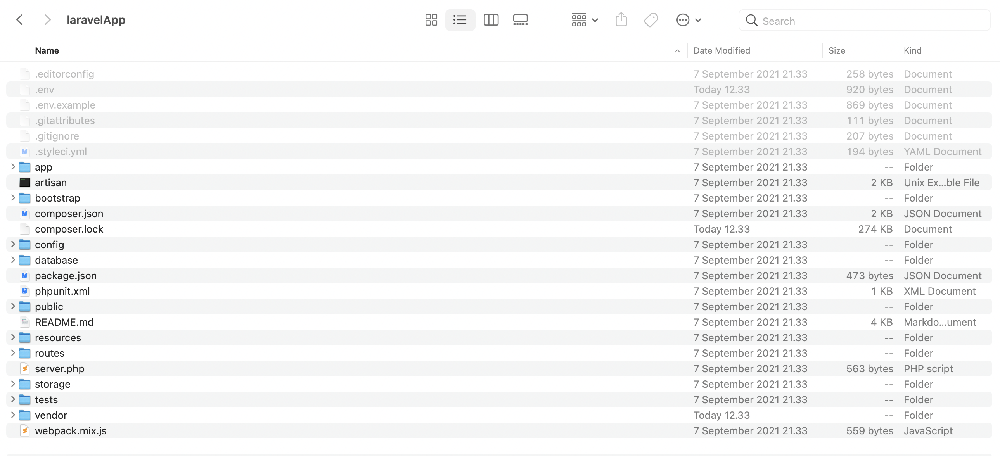 laravelApp
Search
Name Date Modified Size Kind
.editorconfig 7 September 2021 21.33 258 bytes Document
.env Today 12.33 920 bytes Document
.env.example 7 September 2021 21.33 869 bytes Document
.gitattributes 7 September 2021 21.33 111 bytes Document
.gitignore 7 September 2021 21.33 207 bytes Document
.styleci.yml 7 September 2021 21.33 194 bytes YAML Document
app 7 September 2021 21.33 -- Folder
artisan 7 September 2021 21.33 2 KB Unix Ex...ble File
bootstrap 7 September 2021 21.33 -- Folder
composer.json 7 September 2021 21.33 2 KB JSON Document
composer.lock Today 12.33 274 KB Document
config 7 September 2021 21.33 -- Folder
database 7 September 2021 21.33 -- Folder
package.json 7 September 2021 21.33 473 bytes JSON Document
phpunit.xml 7 September 2021 21.33 1 KB XML Document
public 7 September 2021 21.33 -- Folder
README.md 7 September 2021 21.33 4 KB Markdo...ument
resources 7 September 2021 21.33 -- Folder
routes 7 September 2021 21.33 -- Folder
server.php 7 September 2021 21.33 563 bytes PHP script
storage 7 September 2021 21.33 -- Folder
tests 7 September 2021 21.33 -- Folder
vendor Today 12.33 -- Folder
webpack.mix.js 7 September 2021 21.33 559 bytes JavaScript